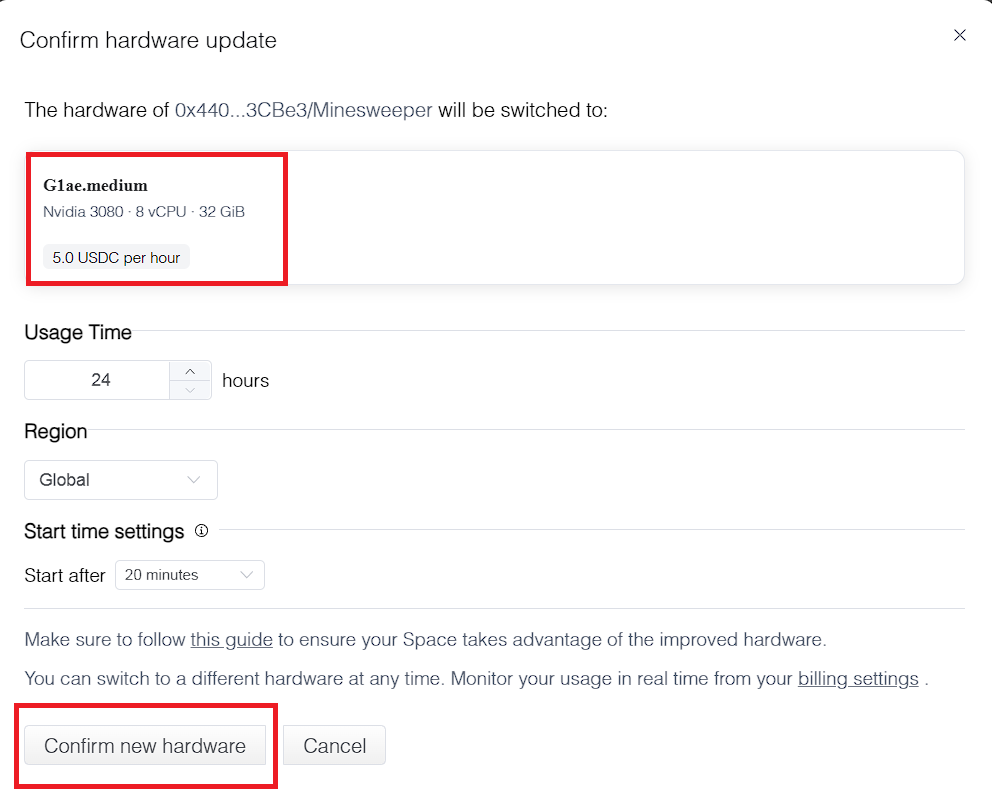 Confirm hardware update
The hardware of 0x440...3CBe3/Minesweeper will be switched to:
G1ae.medium
Nvidia 3080 · 8 vCPU · 32 GiB
5.0 USDC per hour
Usage Time
24 hours
Region
Global
Start time settings
Start after 20 minutes
Make sure to follow this guide to ensure your Space takes advantage of the improved hardware.
You can switch to a different hardware at any time. Monitor your usage in real time from your billing settings .
Confirm new hardware Cancel